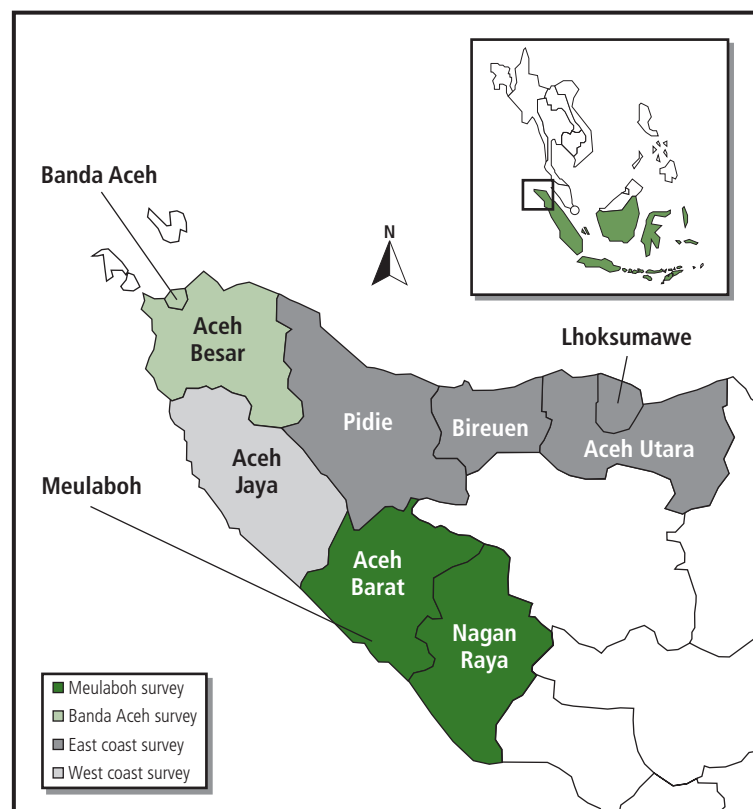 Banda Aceh
N
Aceh
Besar
Lhoksumawe
Pidie
Bireuen
Aceh Utara
Aceh
Jaya
Meulaboh
Aceh
Barat
Nagan
Raya
Meulaboh survey
Banda Aceh survey
East coast survey
West coast survey